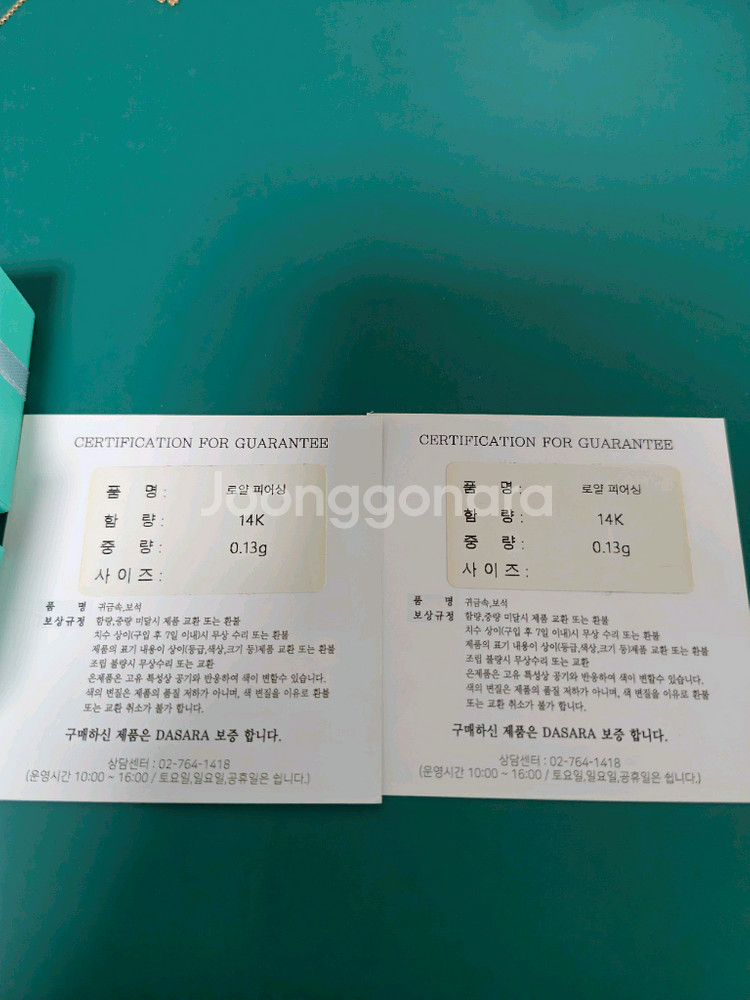 CERTIFICATION FOR GUARANTEE
품 명 : 로얄 피어싱
함 량 : 14K
중 량 : 0.13g
사 이 즈 :
품 명 귀금속,보석
보상규정 함량,중량 미달시 제품 교환 또는 환불
치수 상이(구입 후 7일 이내)시 무상 수리 또는 환불
제품의 표기 내용이 상이(등급,색상,크기 등)제품 교환 또는 환불
조립 불량시 무상수리 또는 교환
은제품은 고유 특성상 공기와 반응하여 색이 변할수 있습니다.
색의 변질은 제품의 품질 저하가 아니며, 색 변질을 이유로 환불
또는 교환 취소가 불가 합니다.
구매하신 제품은 DASARA 보증 합니다.
상담센터 : 02-764-1418
(운영시간 10:00 ~ 16:00 / 토요일,일요일,공휴일은 쉽니다.)
CERTIFICATION FOR GUARANTEE
품 명 : 로얄 피어싱
함 량 : 14K
중 량 : 0.13g
사 이 즈 :
품 명 귀금속,보석
보상규정 함량,중량 미달시 제품 교환 또는 환불
치수 상이(구입 후 7일 이내)시 무상 수리 또는 환불
제품의 표기 내용이 상이(등급,색상,크기 등)제품 교환 또는 환불
조립 불량시 무상수리 또는 교환
은제품은 고유 특성상 공기와 반응하여 색이 변할수 있습니다.
색의 변질은 제품의 품질 저하가 아니며, 색 변질을 이유로 환불
또는 교환 취소가 불가 합니다.
구매하신 제품은 DASARA 보증 합니다.
상담센터 : 02-764-1418
(운영시간 10:00 ~ 16:00 / 토요일,일요일,공휴일은 쉽니다.)
Joonggonara